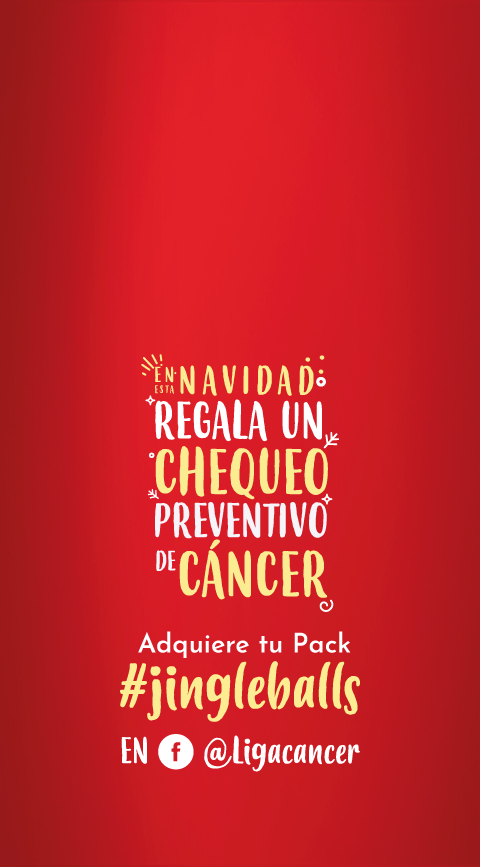 EN ESTA NAVIDAD
REGALA UN
CHEQUEO
PREVENTIVO
DE CÁNCER
Adquiere tu Pack
#jingleballs
EN f @Ligacancer